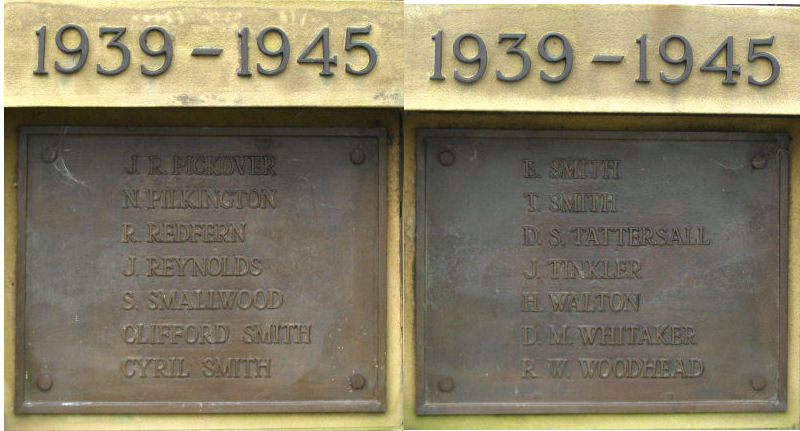 1939-1945
J. R. PICKOVER
N. PILKINGTON
R. REDFERN
J. REYNOLDS
S. SMALLWOOD
CLIFFORD SMITH
CYRIL SMITH
1939-1945
E. SMITH
T. SMITH
D. S. TATTERSALL
J. TINKLER
H. WALTON
D. M. WHITAKER
R. W. WOODHEAD